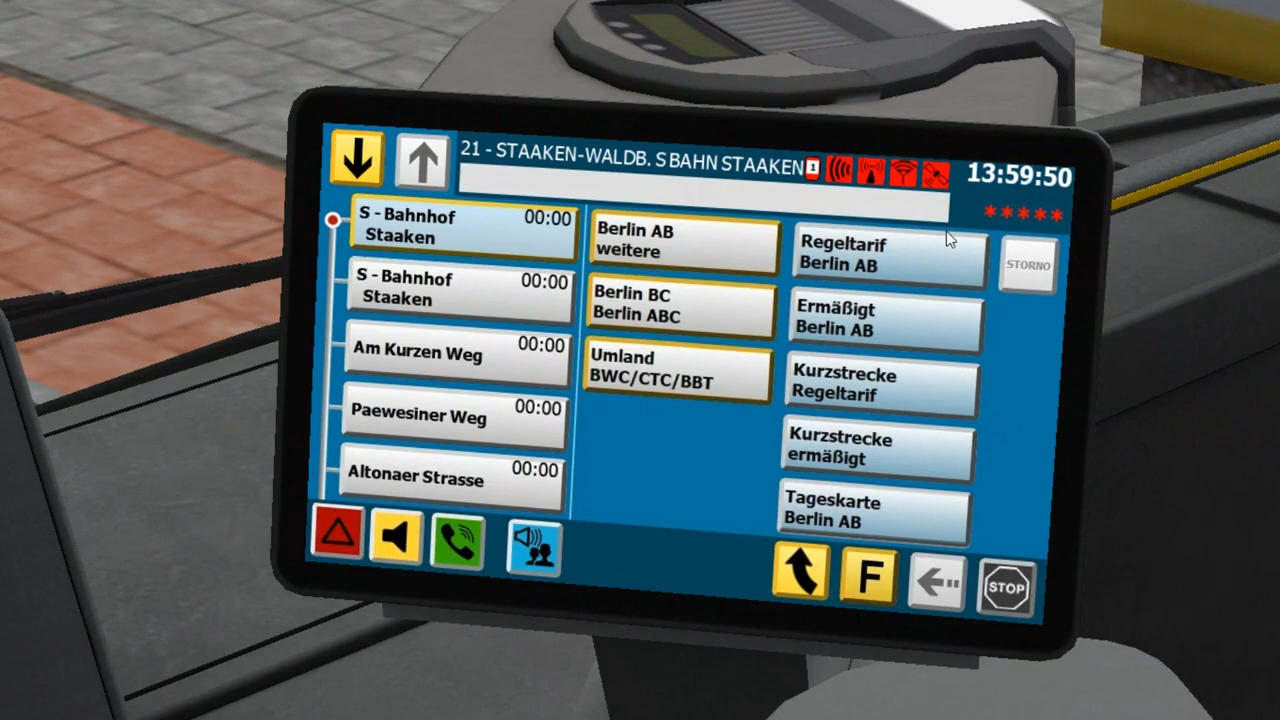 21 - STAAKEN-WALDB. S BAHN STAAKEN
1
13:59:50
*****
S - Bahnhof
Staaken
00:00
S - Bahnhof
Staaken
00:00
Am Kurzen Weg
00:00
Paewesiner Weg
00:00
Altonaer Strasse
00:00
Berlin AB
weitere
Berlin BC
Berlin ABC
Umland
BWC/CTC/BBT
Regeltarif
Berlin AB
Ermäßigt
Berlin AB
Kurzstrecke
Regeltarif
Kurzstrecke
ermäßigt
Tageskarte
Berlin AB
STORNO
F
STOP